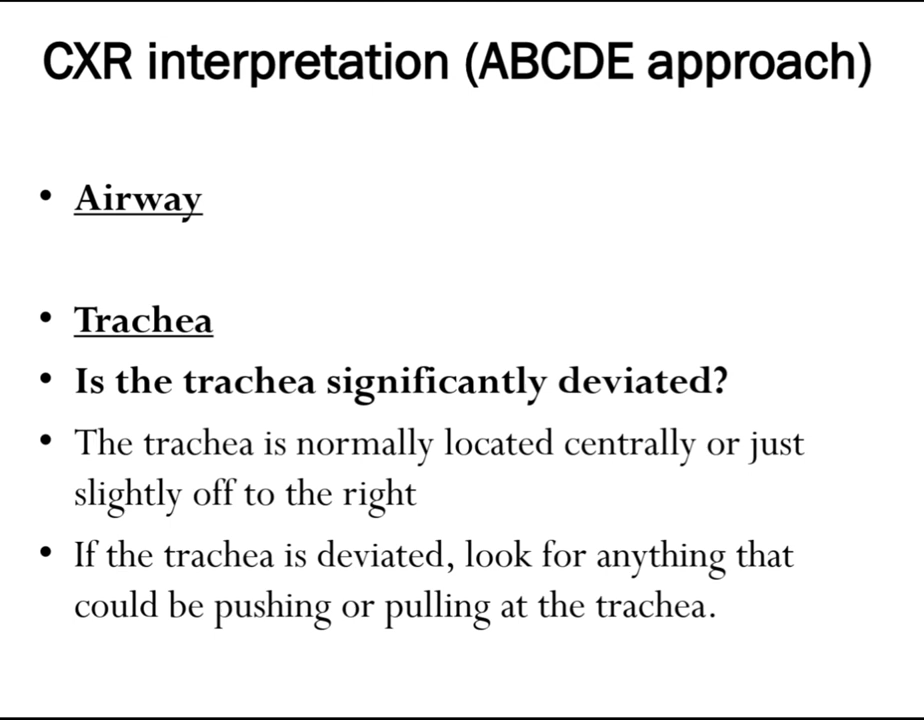 CXR interpretation (ABCDE approach)
• Airway
• Trachea
• Is the trachea significantly deviated?
• The trachea is normally located centrally or just
slightly off to the right
• If the trachea is deviated, look for anything that
could be pushing or pulling at the trachea.